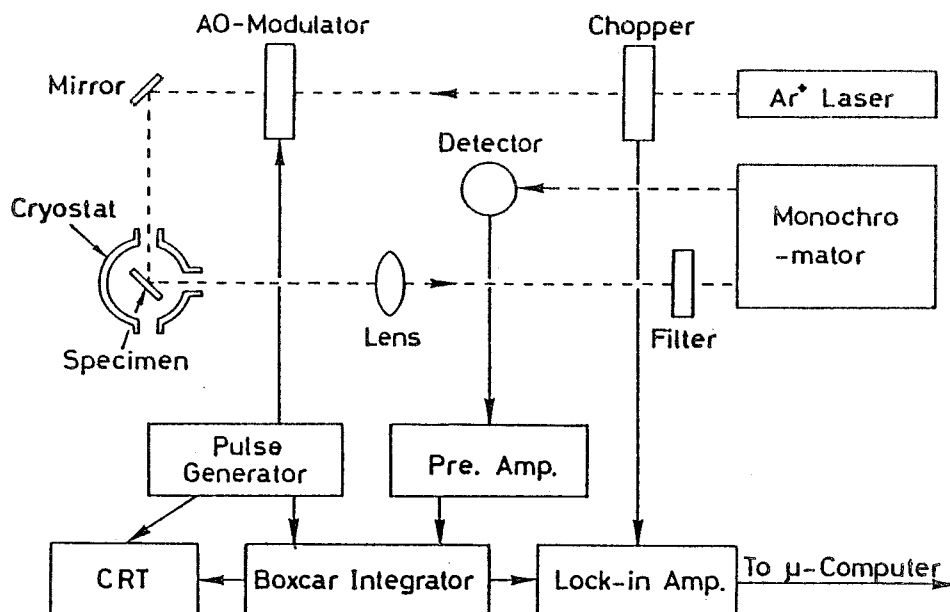 AO-Modulator
Chopper
Mirror
Ar⁺ Laser
Detector
Cryostat
Monochro
-mator
Lens
Filter
Specimen
Pulse
Generator
Pre. Amp.
CRT
Boxcar Integrator
Lock-in Amp.
To μ-Computer